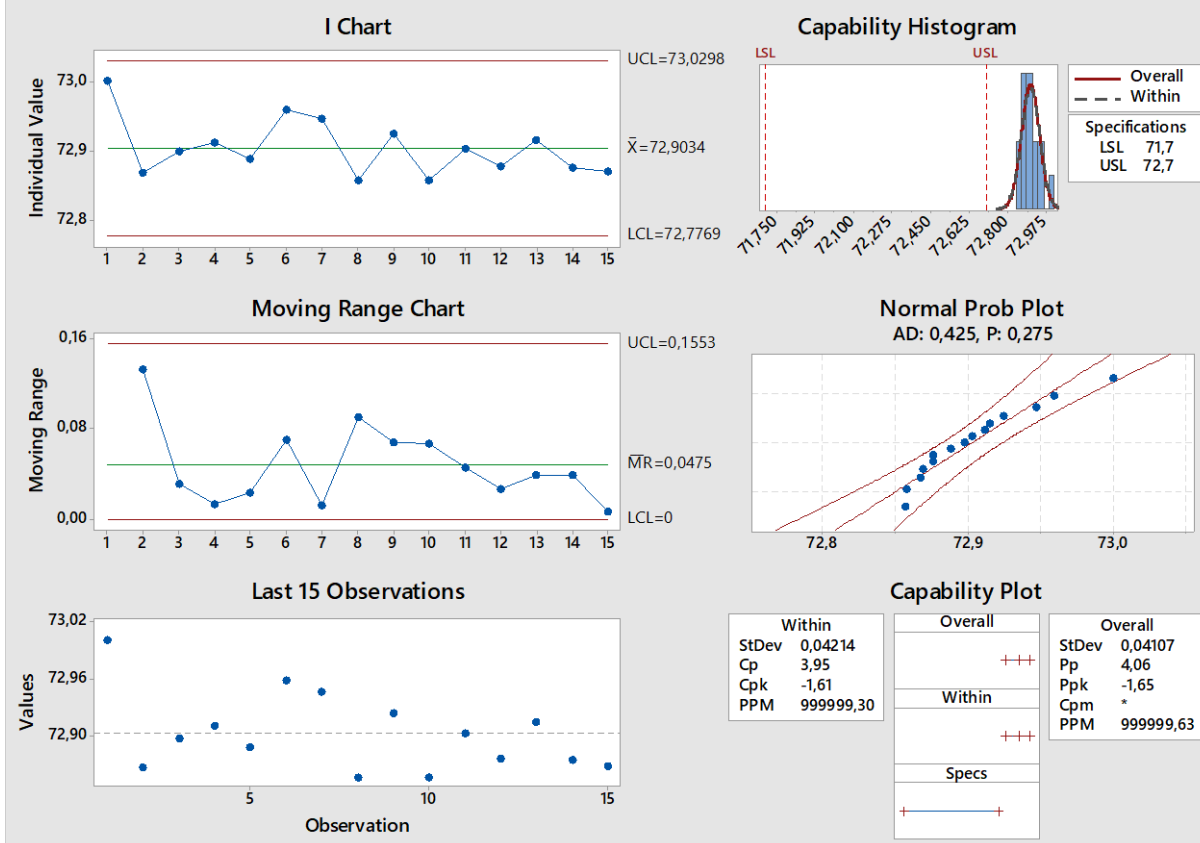 I Chart
Individual Value
73,0
72,9
72,8
UCL=73,0298
X̄=72,9034
LCL=72,7769
1 2 3 4 5 6 7 8 9 10 11 12 13 14 15
Capability Histogram
LSL USL
71,750 71,925 72,100 72,275 72,450 72,625 72,800 72,975
Overall
Within
Specifications
LSL 71,7
USL 72,7
Moving Range Chart
Moving Range
0,16
0,08
0,00
UCL=0,1553
M̅R̅=0,0475
LCL=0
1 2 3 4 5 6 7 8 9 10 11 12 13 14 15
Normal Prob Plot
AD: 0,425, P: 0,275
72,8 72,9 73,0
Last 15 Observations
Values
73,02
72,96
72,90
5 10 15
Observation
Capability Plot
Within
StDev 0,04214
Cp 3,95
Cpk -1,61
PPM 999999,30
Overall
Within
Specs
Overall
StDev 0,04107
Pp 4,06
Ppk -1,65
Cpm *
PPM 999999,63